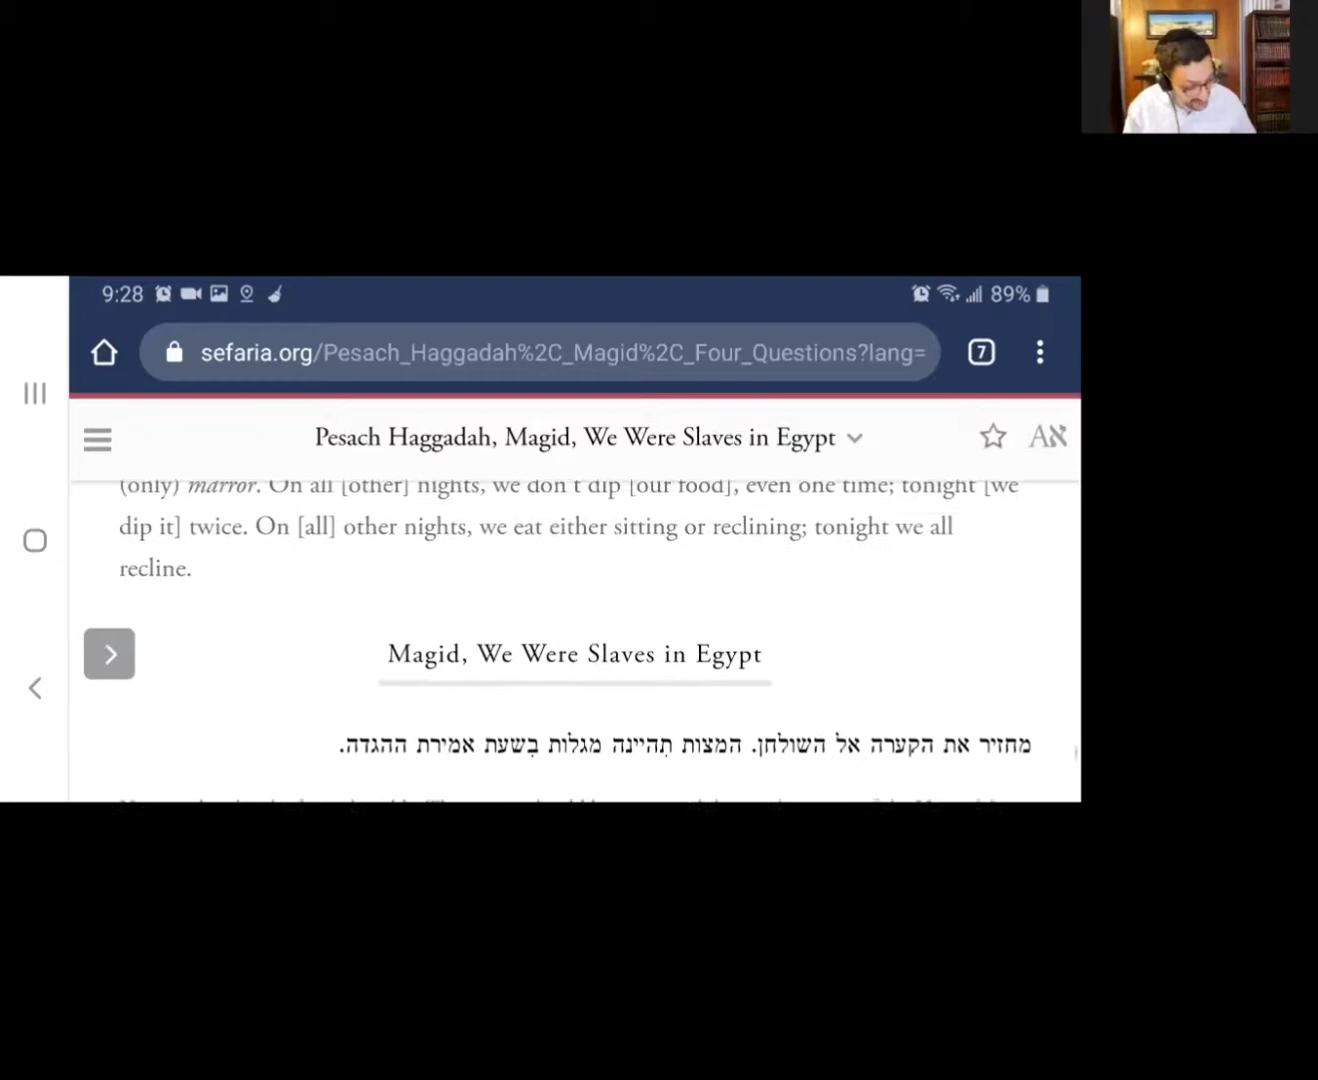 9:28
89%
sefaria.org/Pesach_Haggadah%2C_Magid%2C_Four_Questions?lang=
7
Pesach Haggadah, Magid, We Were Slaves in Egypt
Aא
(only) marror. On all [other] nights, we don't dip [our food], even one time; tonight [we
dip it] twice. On [all] other nights, we eat either sitting or reclining; tonight we all
recline.
Magid, We Were Slaves in Egypt
מחזיר את הקערה אל השולחן. המצות תִהיינה מגלות בִשעת אמירת ההגדה.